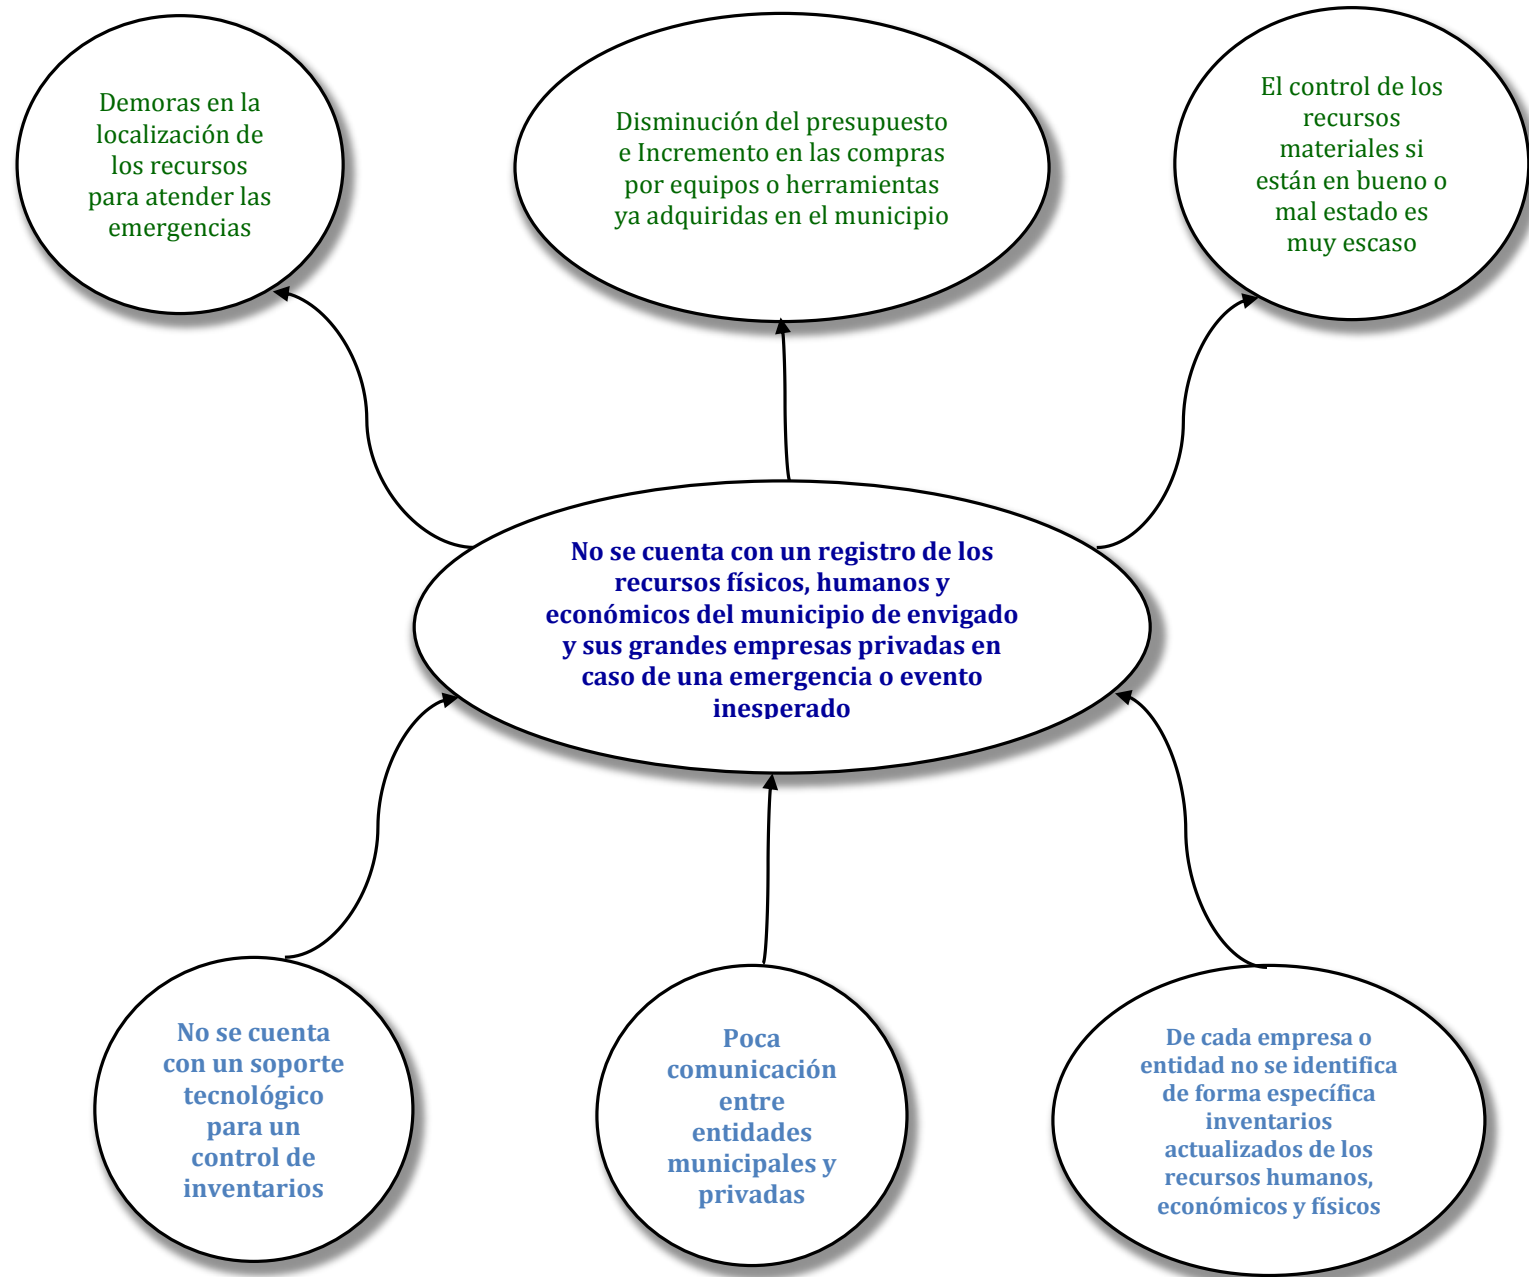 Demoras en la
localización de
los recursos
para atender las
emergencias
Disminución del presupuesto
e Incremento en las compras
por equipos o herramientas
ya adquiridas en el municipio
El control de los
recursos
materiales si
están en bueno o
mal estado es
muy escaso
No se cuenta con un registro de los
recursos físicos, humanos y
económicos del municipio de envigado
y sus grandes empresas privadas en
caso de una emergencia o evento
inesperado
No se cuenta
con un soporte
tecnológico
para un
control de
inventarios
Poca
comunicación
entre
entidades
municipales y
privadas
De cada empresa o
entidad no se identifica
de forma específica
inventarios
actualizados de los
recursos humanos,
económicos y físicos